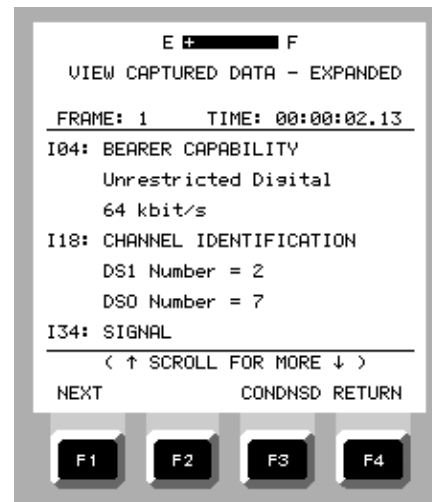 E + F
VIEW CAPTURED DATA - EXPANDED
FRAME: 1 TIME: 00:00:02.13
I04: BEARER CAPABILITY
Unrestricted Digital
64 kbit/s
I18: CHANNEL IDENTIFICATION
DS1 Number = 2
DS0 Number = 7
I34: SIGNAL
( ↑ SCROLL FOR MORE ↓ )
NEXT CONDNSD RETURN
F1 F2 F3 F4